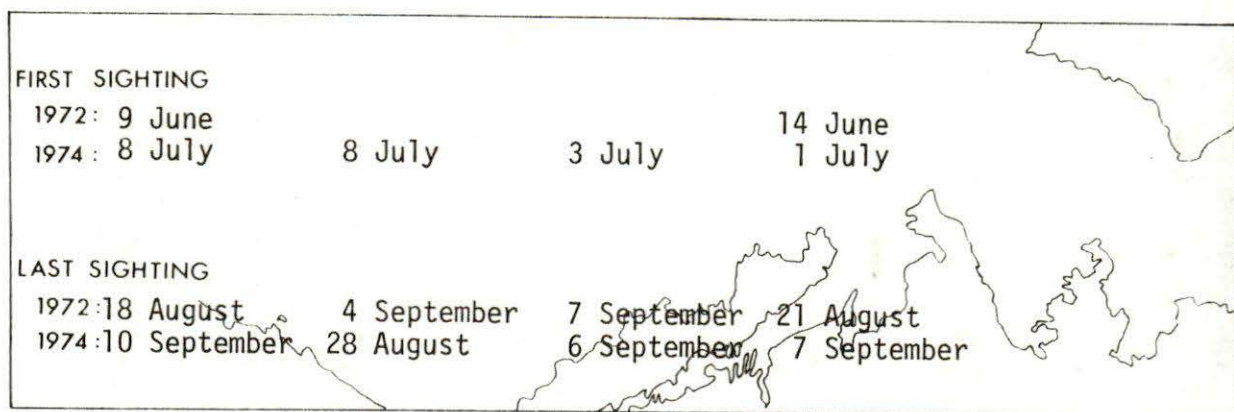 FIRST SIGHTING
1972: 9 June 14 June
1974: 8 July 8 July 3 July 1 July
LAST SIGHTING
1972:18 August 4 September 7 September 21 August
1974:10 September 28 August 6 September 7 September